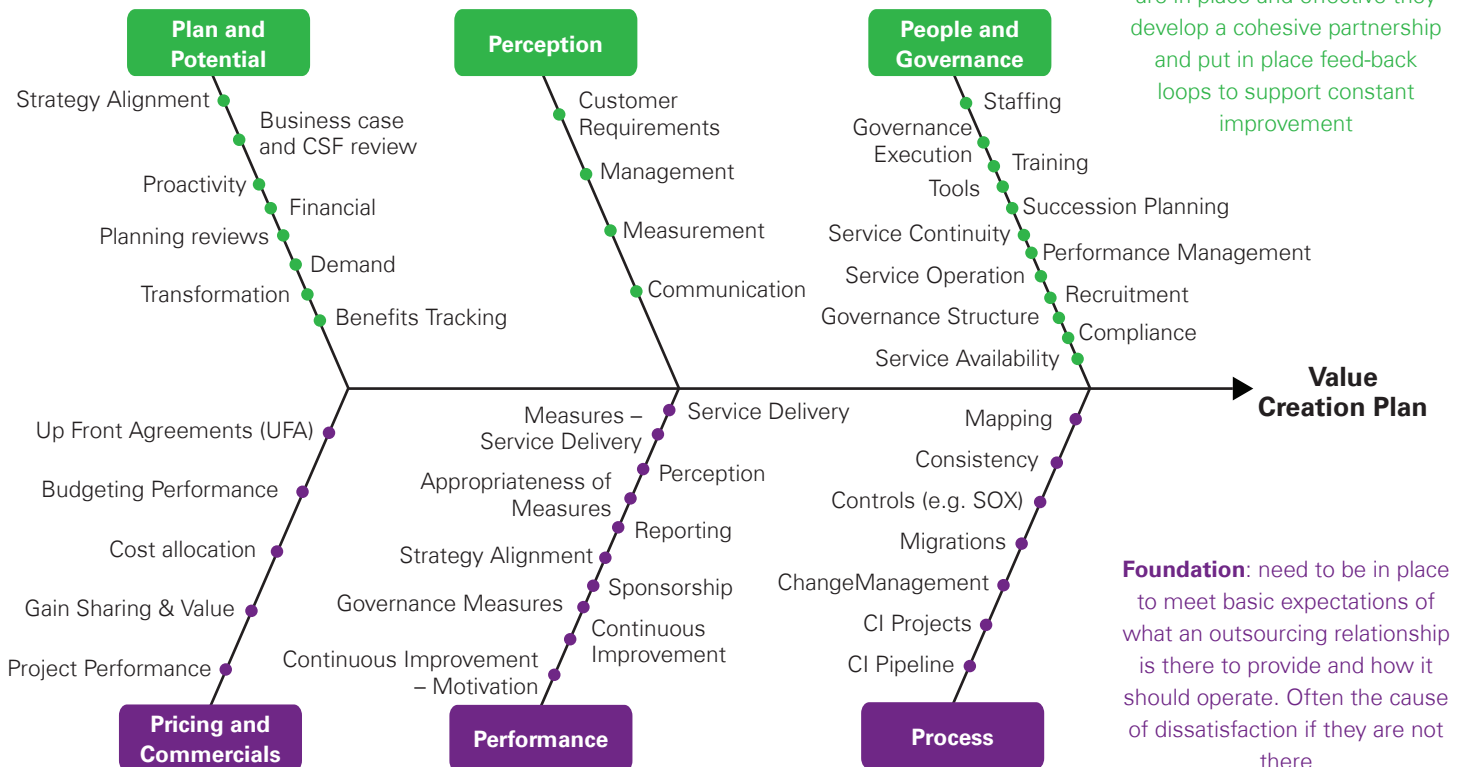 are in place and effective they
develop a cohesive partnership
and put in place feed-back
loops to support constant
improvement
Plan and
Potential
Strategy Alignment
Business case
and CSF review
Proactivity
Financial
Planning reviews
Demand
Transformation
Benefits Tracking
Perception
Customer
Requirements
Management
Measurement
Communication
People and
Governance
Staffing
Governance
Execution
Training
Tools
Succession Planning
Service Continuity
Performance Management
Service Operation
Recruitment
Governance Structure
Compliance
Service Availability
Value
Creation Plan
Up Front Agreements (UFA)
Budgeting Performance
Cost allocation
Gain Sharing & Value
Project Performance
Pricing and
Commercials
Service Delivery
Measures –
Service Delivery
Perception
Appropriateness of
Measures
Reporting
Strategy Alignment
Sponsorship
Governance Measures
Continuous
Improvement
Continuous Improvement
– Motivation
Performance
Mapping
Consistency
Controls (e.g. SOX)
Migrations
ChangeManagement
CI Projects
CI Pipeline
Process
Foundation: need to be in place
to meet basic expectations of
what an outsourcing relationship
is there to provide and how it
should operate. Often the cause
of dissatisfaction if they are not
there